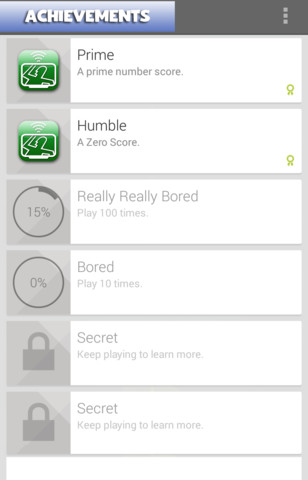 ACHIEVEMENTS
Prime
A prime number score.
Humble
A Zero Score.
Really Really Bored
15%
Play 100 times.
Bored
0%
Play 10 times.
Secret
Keep playing to learn more.
Secret
Keep playing to learn more.